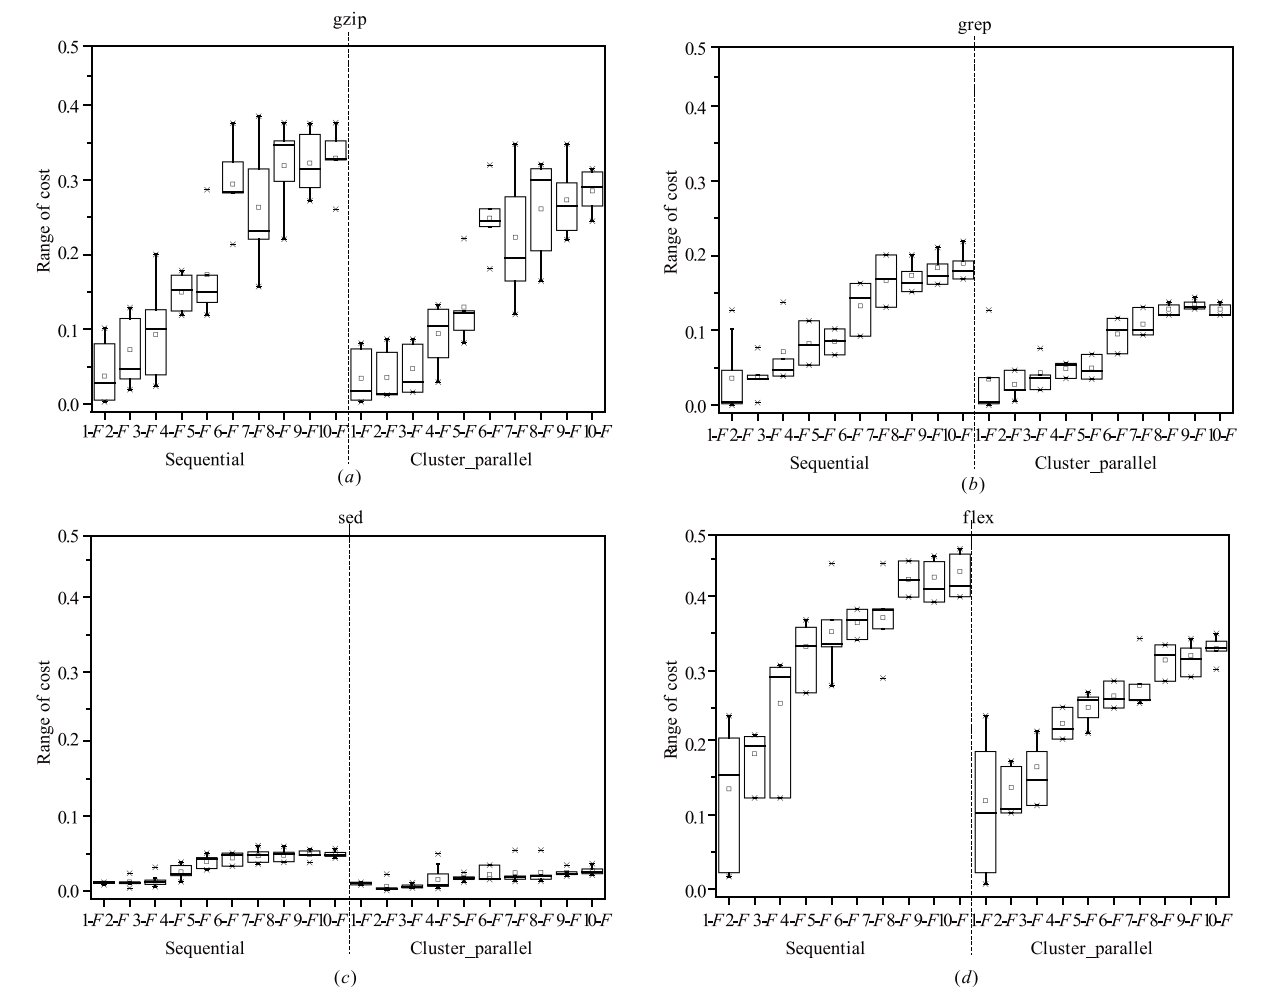 gzip
0.5
0.4
0.3
0.2
0.1
0.0
Range of cost
1-F 2-F 3-F 4-F 5-F 6-F 7-F 8-F 9-F 10-F 1-F 2-F 3-F 4-F 5-F 6-F 7-F 8-F 9-F 10-F
Sequential Cluster_parallel
(a)
grep
0.5
0.4
0.3
0.2
0.1
0.0
Range of cost
1-F 2-F 3-F 4-F 5-F 6-F 7-F 8-F 9-F 10-F 1-F 2-F 3-F 4-F 5-F 6-F 7-F 8-F 9-F 10-F
Sequential Cluster_parallel
(b)
sed
0.5
0.4
0.3
0.2
0.1
0.0
Range of cost
1-F 2-F 3-F 4-F 5-F 6-F 7-F 8-F 9-F 10-F 1-F 2-F 3-F 4-F 5-F 6-F 7-F 8-F 9-F 10-F
Sequential Cluster_parallel
(c)
flex
0.5
0.4
0.3
0.2
0.1
0.0
Range of cost
1-F 2-F 3-F 4-F 5-F 6-F 7-F 8-F 9-F 10-F 1-F 2-F 3-F 4-F 5-F 6-F 7-F 8-F 9-F 10-F
Sequential Cluster_parallel
(d)